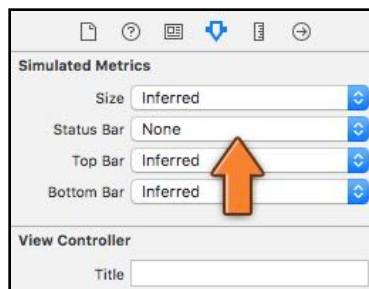 Simulated Metrics
Size Inferred
Status Bar None
Top Bar Inferred
Bottom Bar Inferred
View Controller
Title